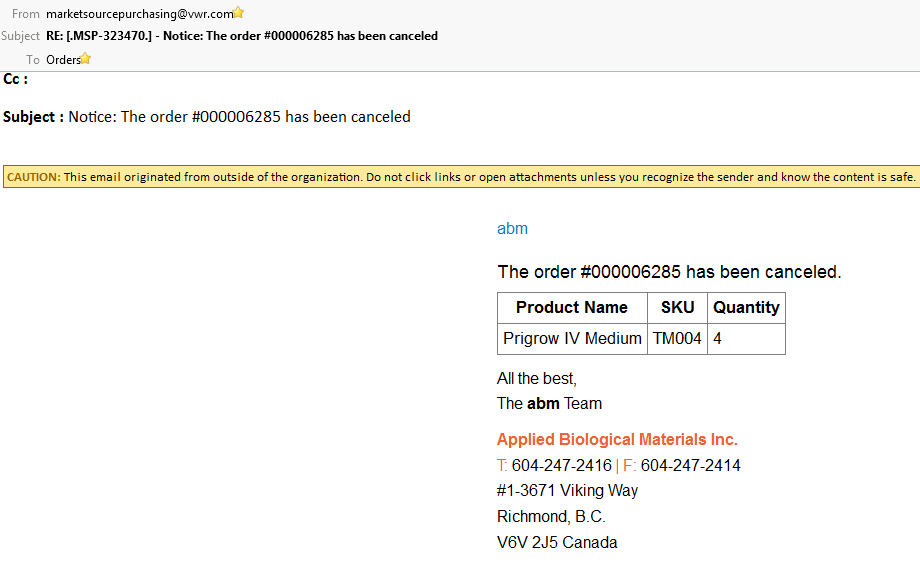 From marketsourcepurchasing@vwr.com
Subject RE: [.MSP-323470.] - Notice: The order #000006285 has been canceled
To Orders
Cc :
Subject : Notice: The order #000006285 has been canceled
CAUTION: This email originated from outside of the organization. Do not click links or open attachments unless you recognize the sender and know the content is safe.
abm
The order #000006285 has been canceled.
Product Name SKU Quantity
Prigrow IV Medium TM004 4
All the best,
The abm Team
Applied Biological Materials Inc.
T: 604-247-2416 | F: 604-247-2414
#1-3671 Viking Way
Richmond, B.C.
V6V 2J5 Canada